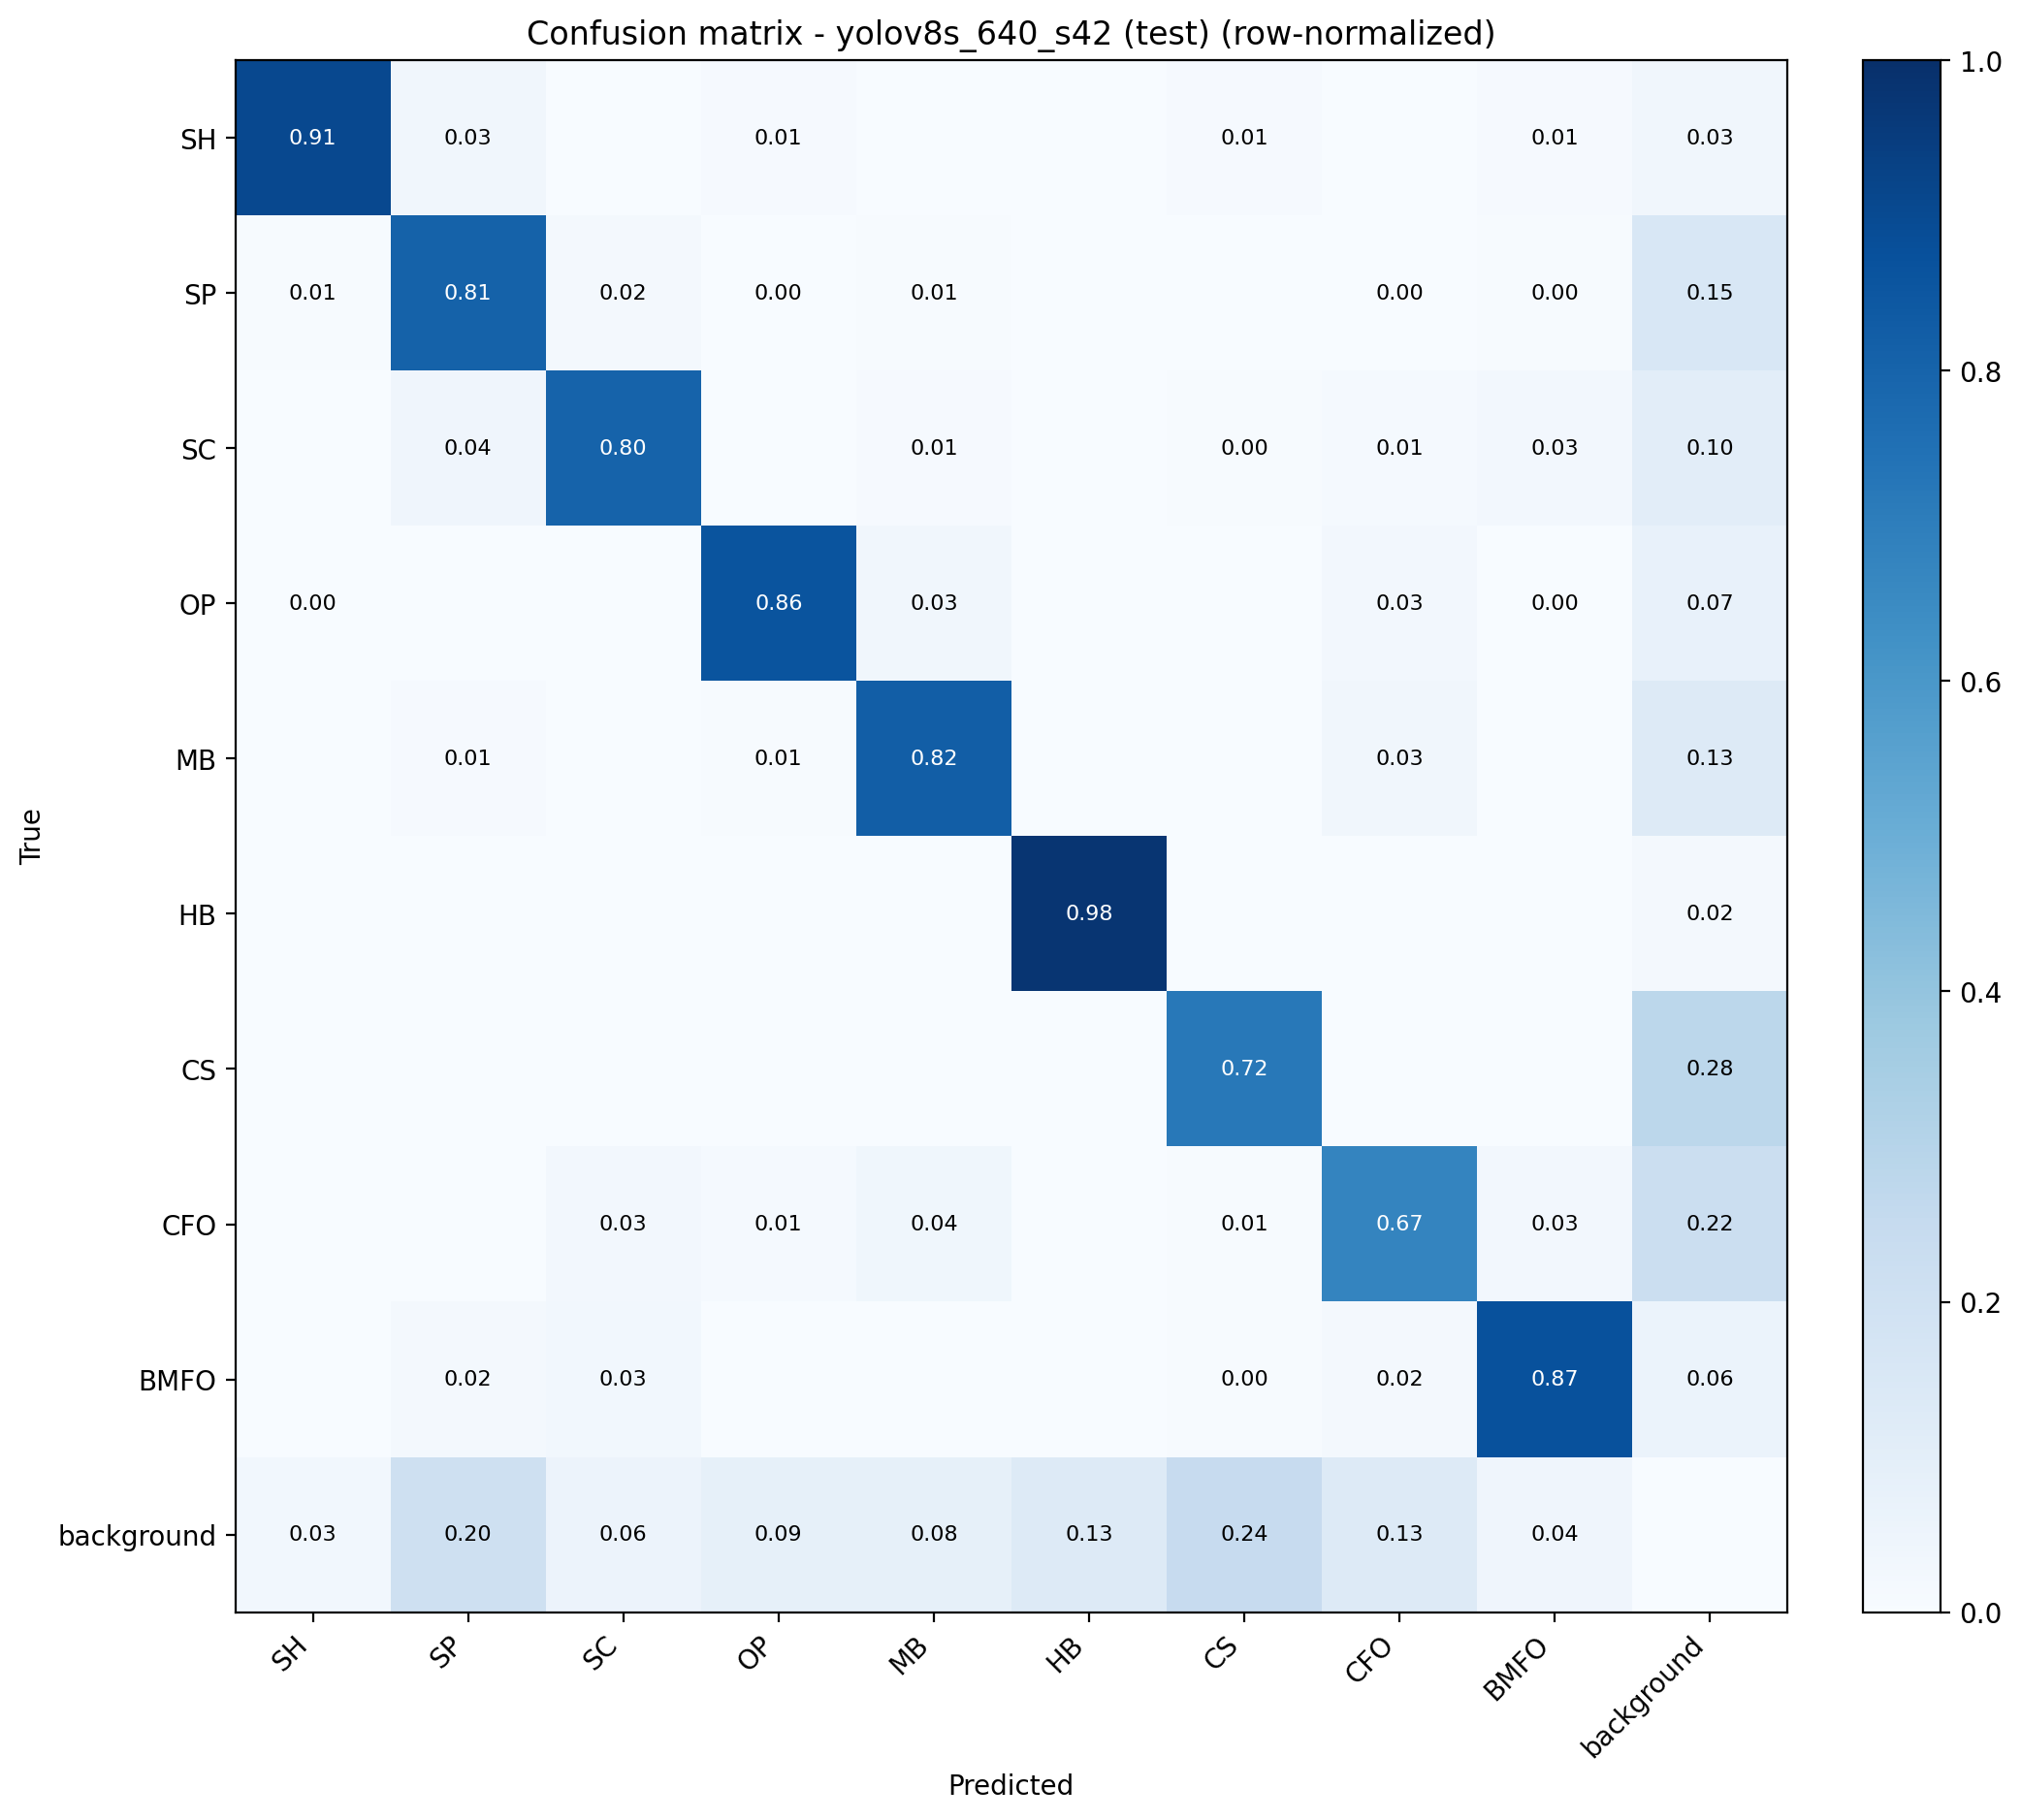 Confusion matrix - yolov8s_640_s42 (test) (row-normalized)
SH 0.91 0.03 0.01 0.01 0.01 0.03
SP 0.01 0.81 0.02 0.00 0.01 0.00 0.00 0.15
SC 0.04 0.80 0.01 0.00 0.01 0.03 0.10
OP 0.00 0.86 0.03 0.03 0.00 0.07
MB 0.01 0.01 0.82 0.03 0.13
HB 0.98 0.02
CS 0.72 0.28
CFO 0.03 0.01 0.04 0.01 0.67 0.03 0.22
BMFO 0.02 0.03 0.00 0.02 0.87 0.06
background 0.03 0.20 0.06 0.09 0.08 0.13 0.24 0.13 0.04
SH SP SC OP MB HB CS CFO BMFO background
Predicted
True
1.0
0.8
0.6
0.4
0.2
0.0